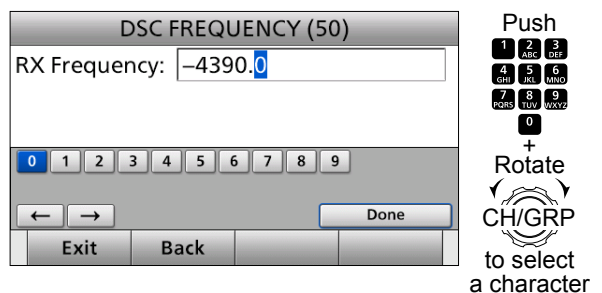 DSC FREQUENCY (50)
RX Frequency: –4390.0
0 1 2 3 4 5 6 7 8 9
← → Done
Exit Back
Push
1 2 ABC 3 DEF
4 GHI 5 JKL 6 MNO
7 PQRS 8 TUV 9 WXYZ
0
+
Rotate
CH/GRP
to select
a character